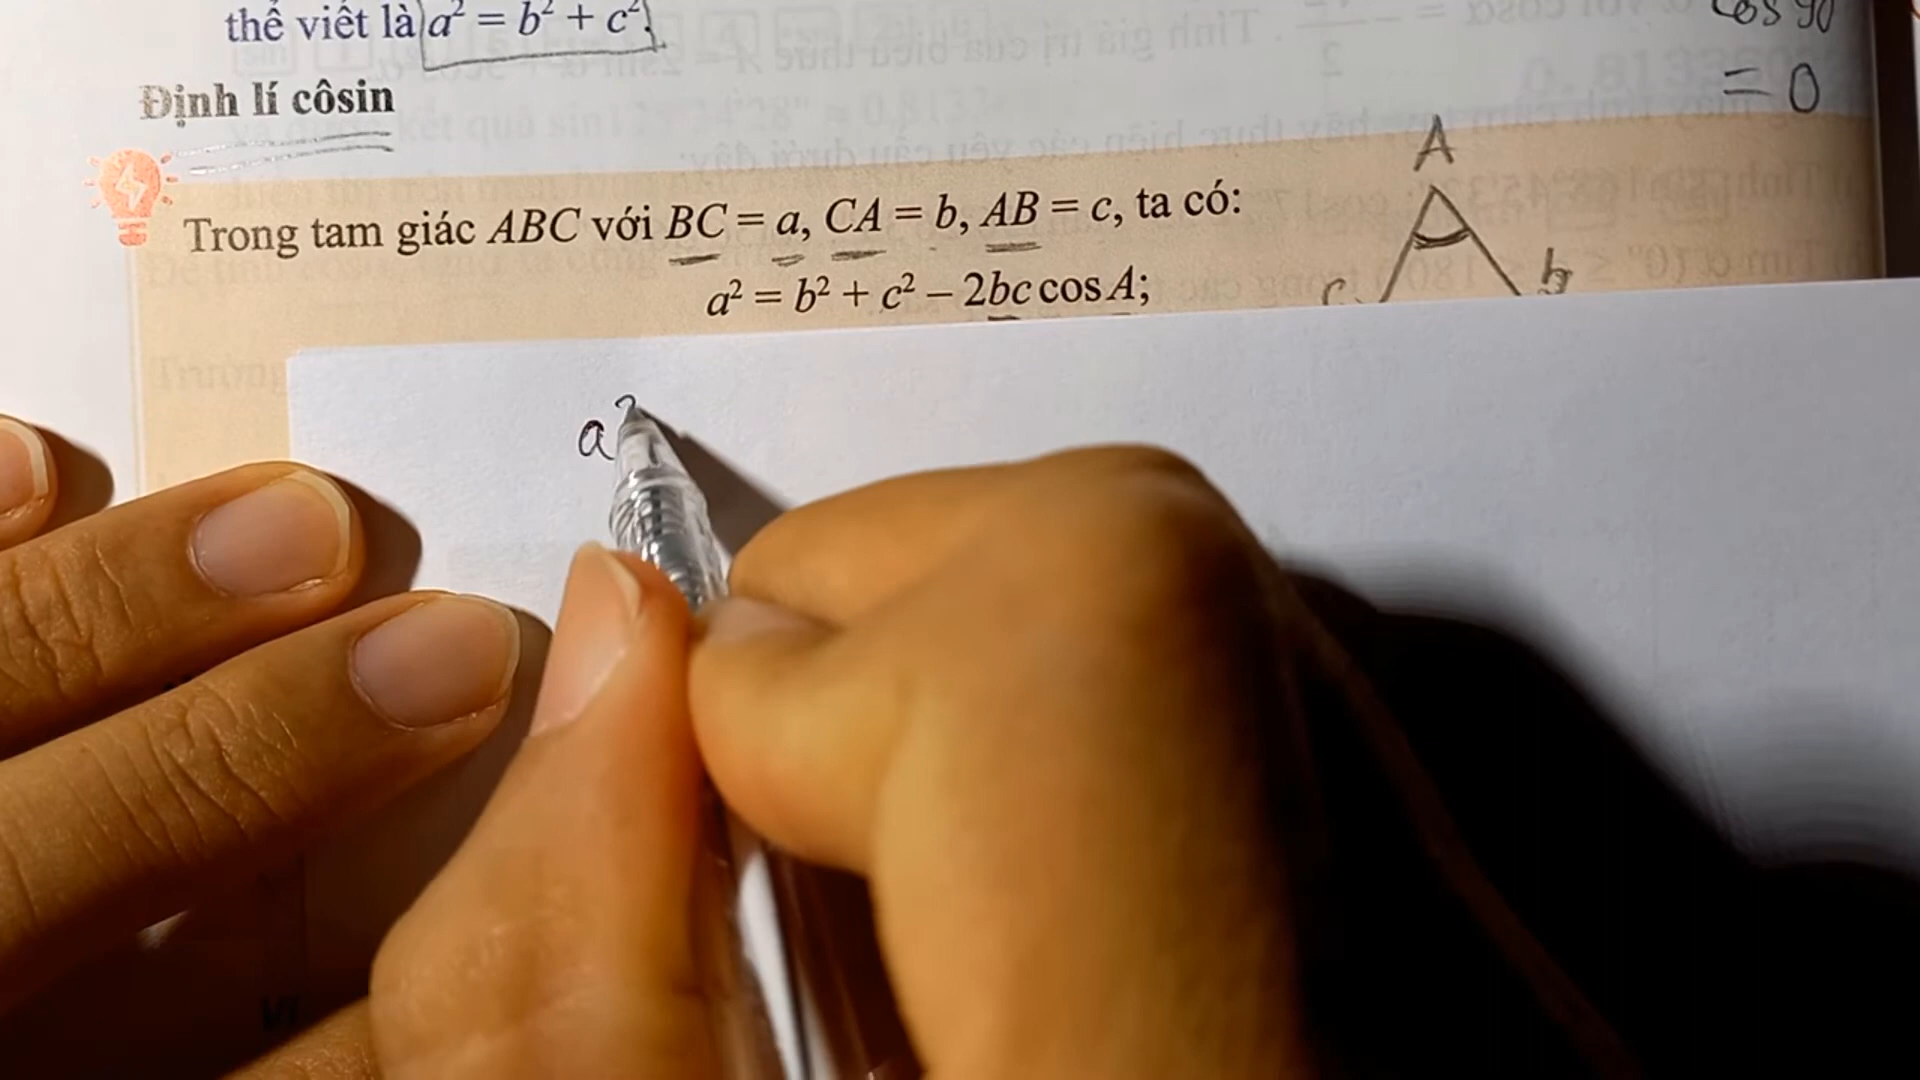 thể viết là a² = b² + c².
cos 90
= 0
Định lí côsin
A
Trong tam giác ABC với BC = a, CA = b, AB = c, ta có:
a² = b² + c² – 2bc cos A;
c
b
a²